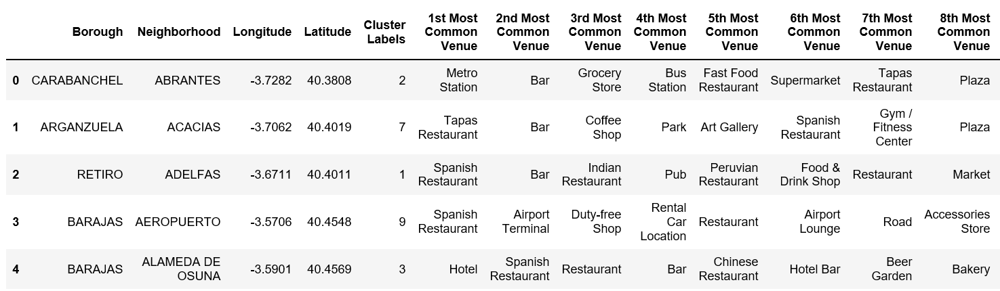 Borough Neighborhood Longitude Latitude Cluster Labels 1st Most Common Venue 2nd Most Common Venue 3rd Most Common Venue 4th Most Common Venue 5th Most Common Venue 6th Most Common Venue 7th Most Common Venue 8th Most Common Venue
0 CARABANCHEL ABRANTES -3.7282 40.3808 2 Metro Station Bar Grocery Store Bus Station Fast Food Restaurant Supermarket Tapas Restaurant Plaza
1 ARGANZUELA ACACIAS -3.7062 40.4019 7 Tapas Restaurant Bar Coffee Shop Park Art Gallery Spanish Restaurant Gym / Fitness Center Plaza
2 RETIRO ADELFAS -3.6711 40.4011 1 Spanish Restaurant Bar Indian Restaurant Pub Peruvian Restaurant Food & Drink Shop Restaurant Market
3 BARAJAS AEROPUERTO -3.5706 40.4548 9 Spanish Restaurant Airport Terminal Duty-free Shop Rental Car Location Restaurant Airport Lounge Road Accessories Store
4 BARAJAS ALAMEDA DE OSUNA -3.5901 40.4569 3 Hotel Spanish Restaurant Restaurant Bar Chinese Restaurant Hotel Bar Beer Garden Bakery